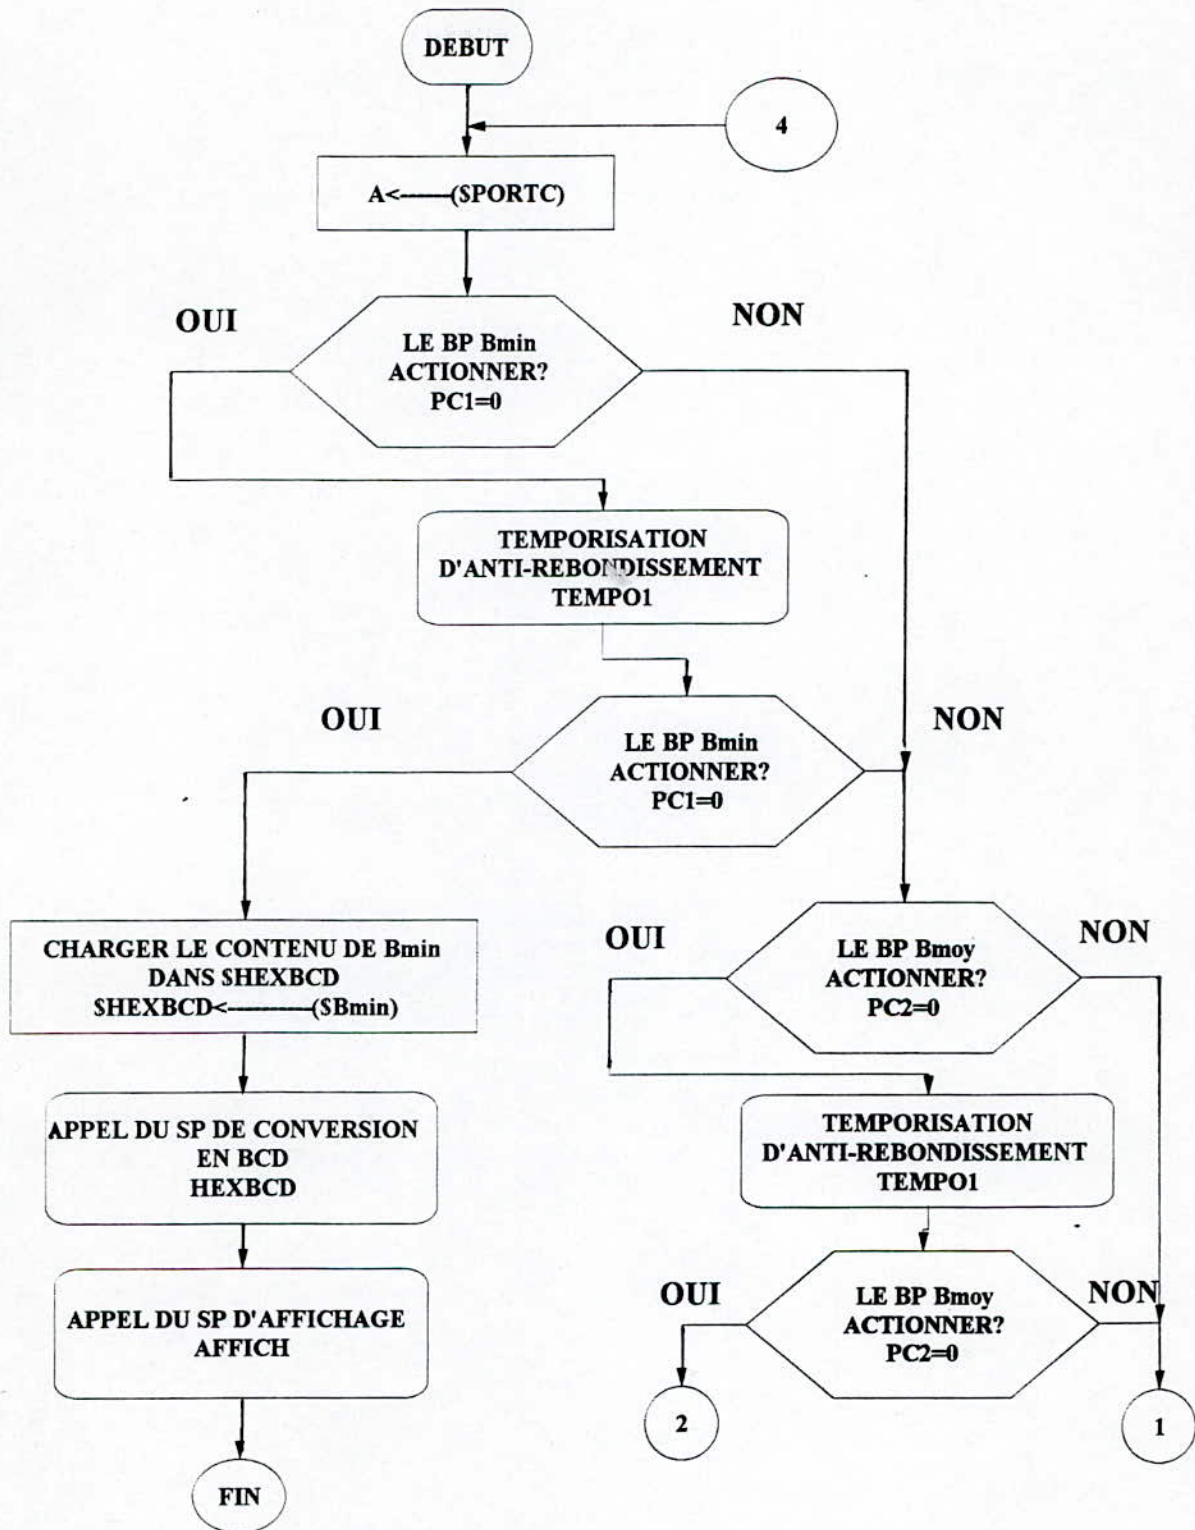 DEBUT
4
A<-------($PORTC)
OUI
NON
LE BP Bmin
ACTIONNER?
PC1=0
TEMPORISATION
D'ANTI-REBONDISSEMENT
TEMPO1
OUI
NON
LE BP Bmin
ACTIONNER?
PC1=0
CHARGER LE CONTENU DE Bmin
DANS $HEXBCD
$HEXBCD<-----------($Bmin)
OUI
NON
LE BP Bmoy
ACTIONNER?
PC2=0
APPEL DU SP DE CONVERSION
EN BCD
HEXBCD
TEMPORISATION
D'ANTI-REBONDISSEMENT
TEMPO1
APPEL DU SP D'AFFICHAGE
AFFICH
OUI
NON
LE BP Bmoy
ACTIONNER?
PC2=0
2
1
FIN